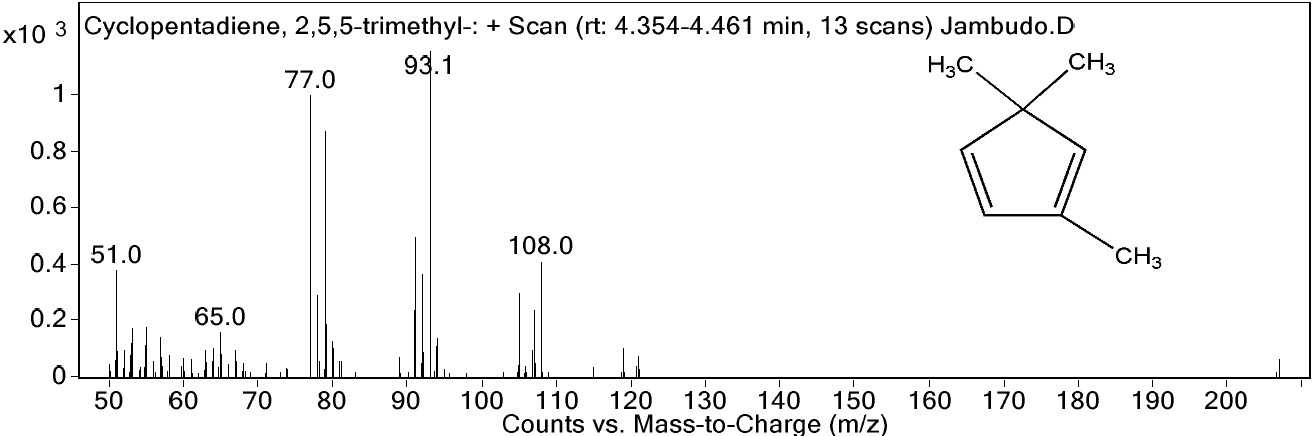 Cyclopentadiene, 2,5,5-trimethyl-: + Scan (rt: 4.354-4.461 min, 13 scans) Jambudo.D
x10 3
1
0.8
0.6
0.4
0.2
0
93.1
77.0
51.0
65.0
108.0
H₃C
CH₃
CH₃
50 60 70 80 90 100 110 120 130 140 150 160 170 180 190 200
Counts vs. Mass-to-Charge (m/z)